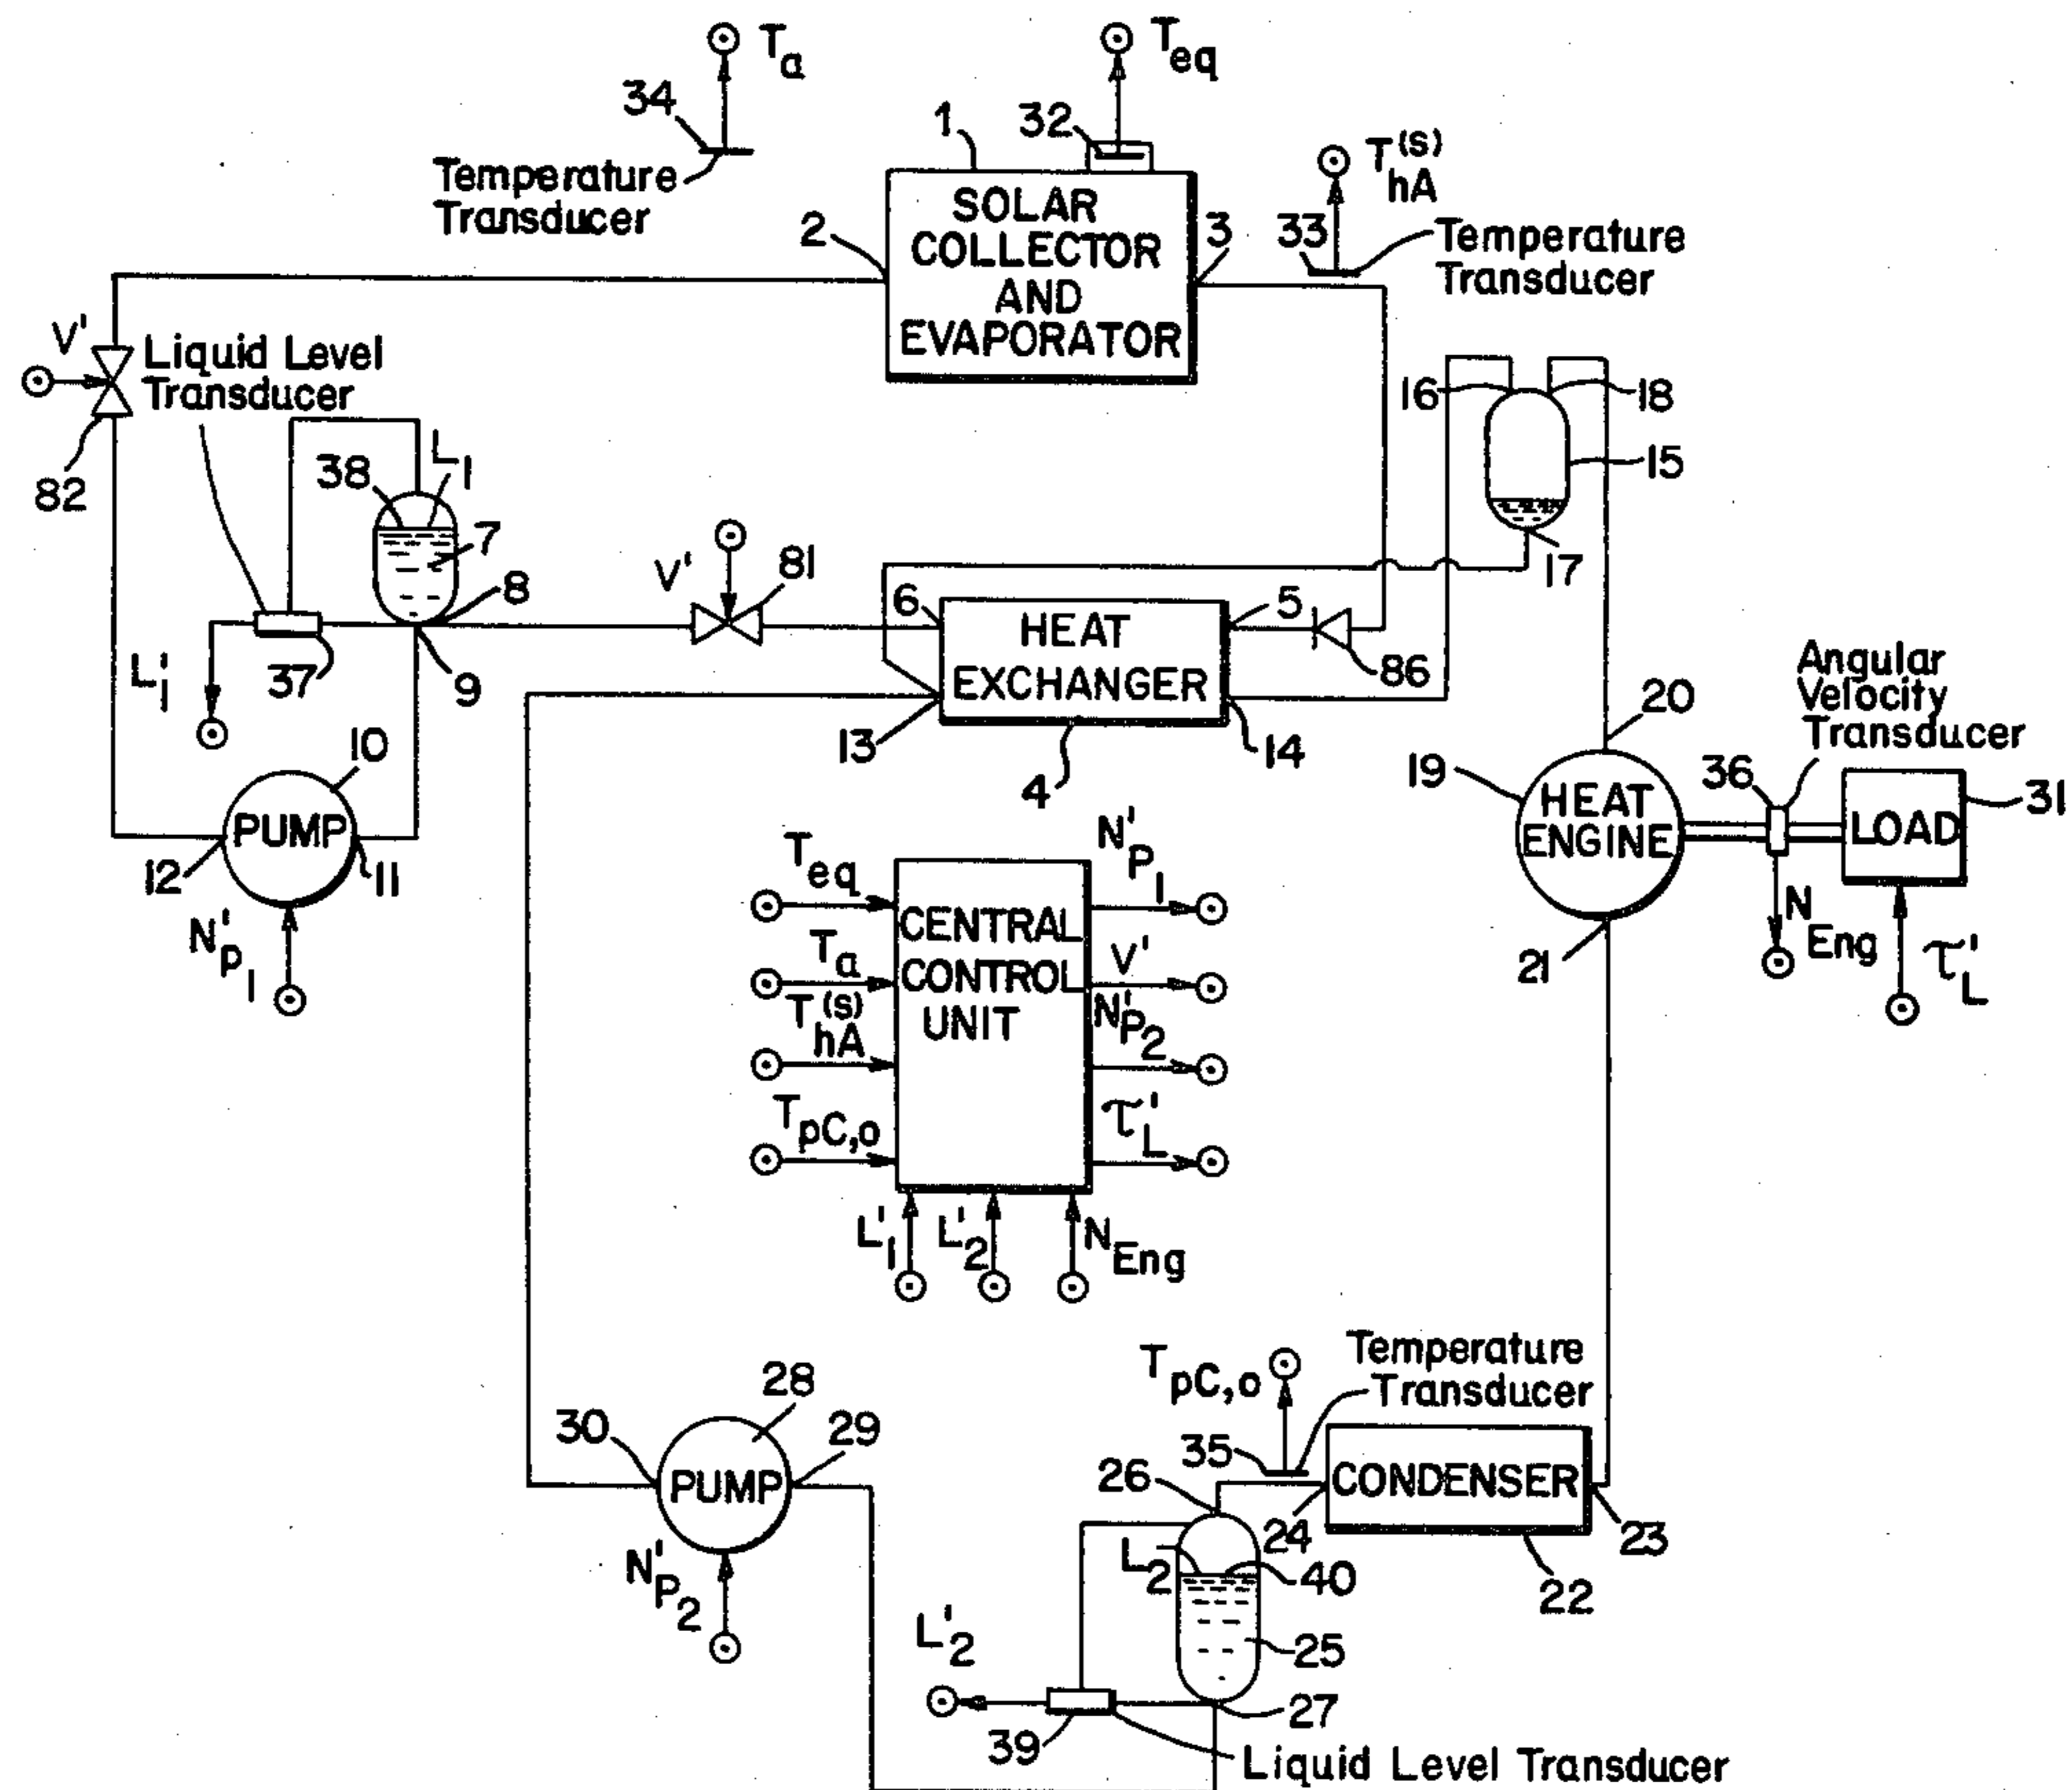 Ta
Teq
34
1
32
T(S)hA
Temperature
Transducer
2
SOLAR
COLLECTOR
AND
EVAPORATOR
3
33
Temperature
Transducer
V'
Liquid Level
Transducer
16
18
82
38
L1
7
15
8
V'
81
17
6
HEAT
EXCHANGER
5
86
L'1
37
9
13
4
14
Angular
Velocity
Transducer
20
10
PUMP
12
11
19
HEAT
ENGINE
36
LOAD
31
N'P1
Teq
N'P1
CENTRAL
CONTROL
UNIT
Ta
V'
T(S)hA
N'P2
TpC,o
τ'L
21
NEng
τ'L
L'1
L'2
NEng
28
30
PUMP
29
TpC,o
Temperature
Transducer
35
26
CONDENSER
24
23
22
N'P2
L2
40
25
L'2
27
39
Liquid Level Transducer